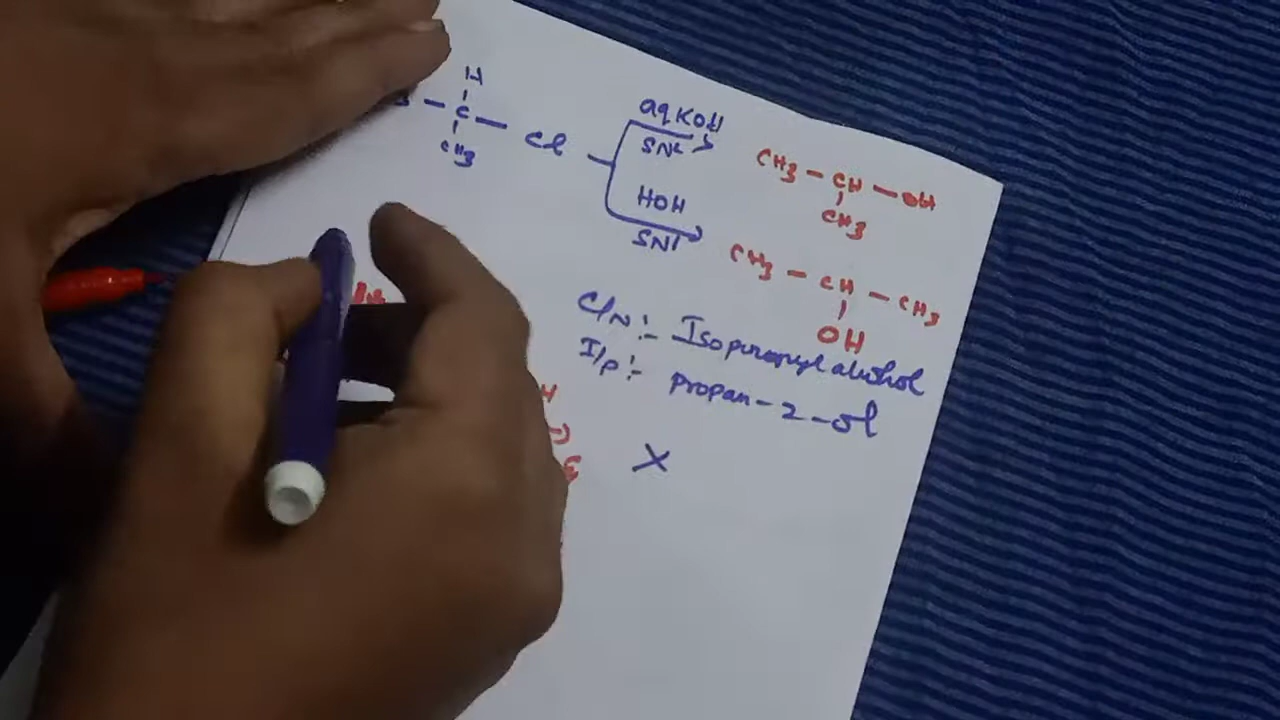 H
— C — Cl
CH3
aq KOH
SN2
CH3 — CH — OH
CH3
HOH
SN1
CH3 — CH — CH3
OH
C/N :- Isopropyl alcohol
I/P :- propan-2-ol
H
X